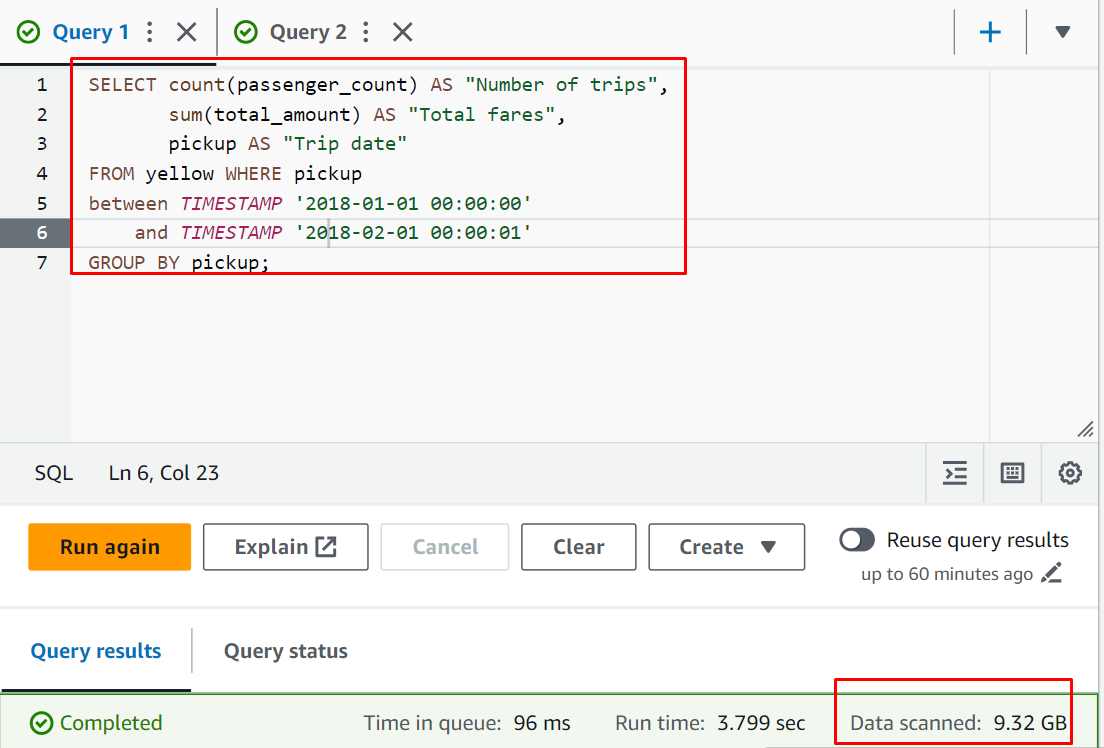 Query 1
Query 2
1 SELECT count(passenger_count) AS "Number of trips",
2 sum(total_amount) AS "Total fares",
3 pickup AS "Trip date"
4 FROM yellow WHERE pickup
5 between TIMESTAMP '2018-01-01 00:00:00'
6 and TIMESTAMP '2018-02-01 00:00:01'
7 GROUP BY pickup;
SQL Ln 6, Col 23
Run again Explain Cancel Clear Create Reuse query results
up to 60 minutes ago
Query results Query status
Completed Time in queue: 96 ms Run time: 3.799 sec Data scanned: 9.32 GB